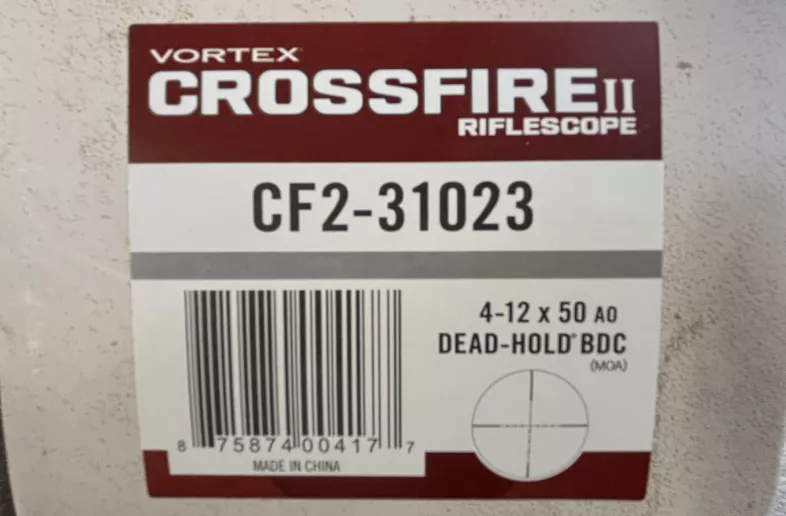 VORTEX
CROSSFIRE II
RIFLESCOPE
CF2-31023
4-12 x 50 AO
DEAD-HOLD® BDC
(MOA)
8 75874 00417 7
MADE IN CHINA